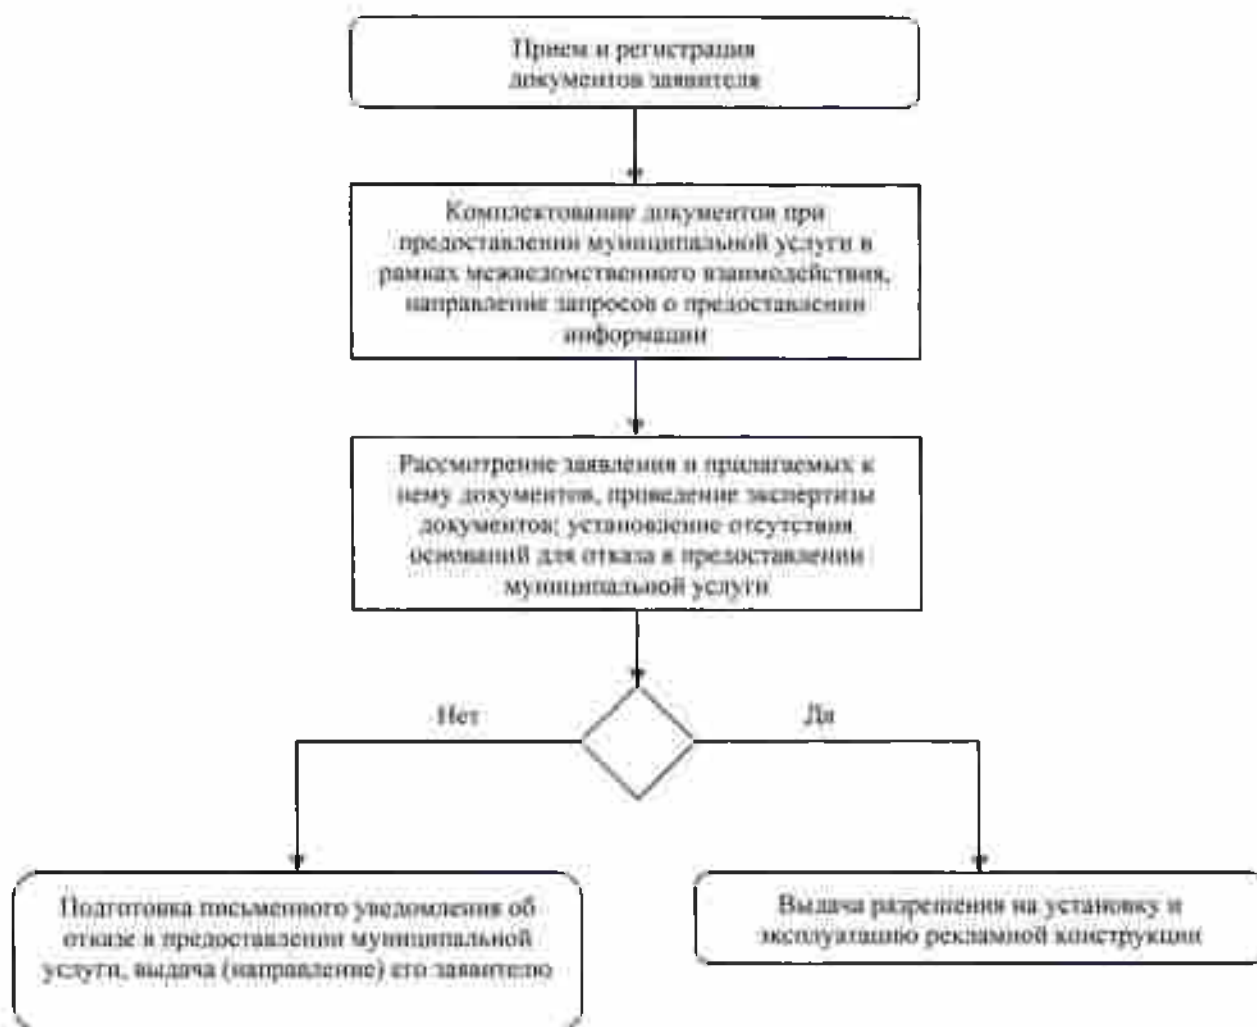 Прием и регистрация
документов заявителя
Комплектование документов при
предоставлении муниципальной услуги в
рамках межведомственного взаимодействия,
направление запросов о предоставлении
информации
Рассмотрение заявления и прилагаемых к
нему документов, проведение экспертизы
документов; установление отсутствия
оснований для отказа в предоставлении
муниципальной услуги
Нет
Да
Подготовка письменного уведомления об
отказе в предоставлении муниципальной
услуги, выдача (направление) его заявителю
Выдача разрешения на установку и
эксплуатацию рекламной конструкции